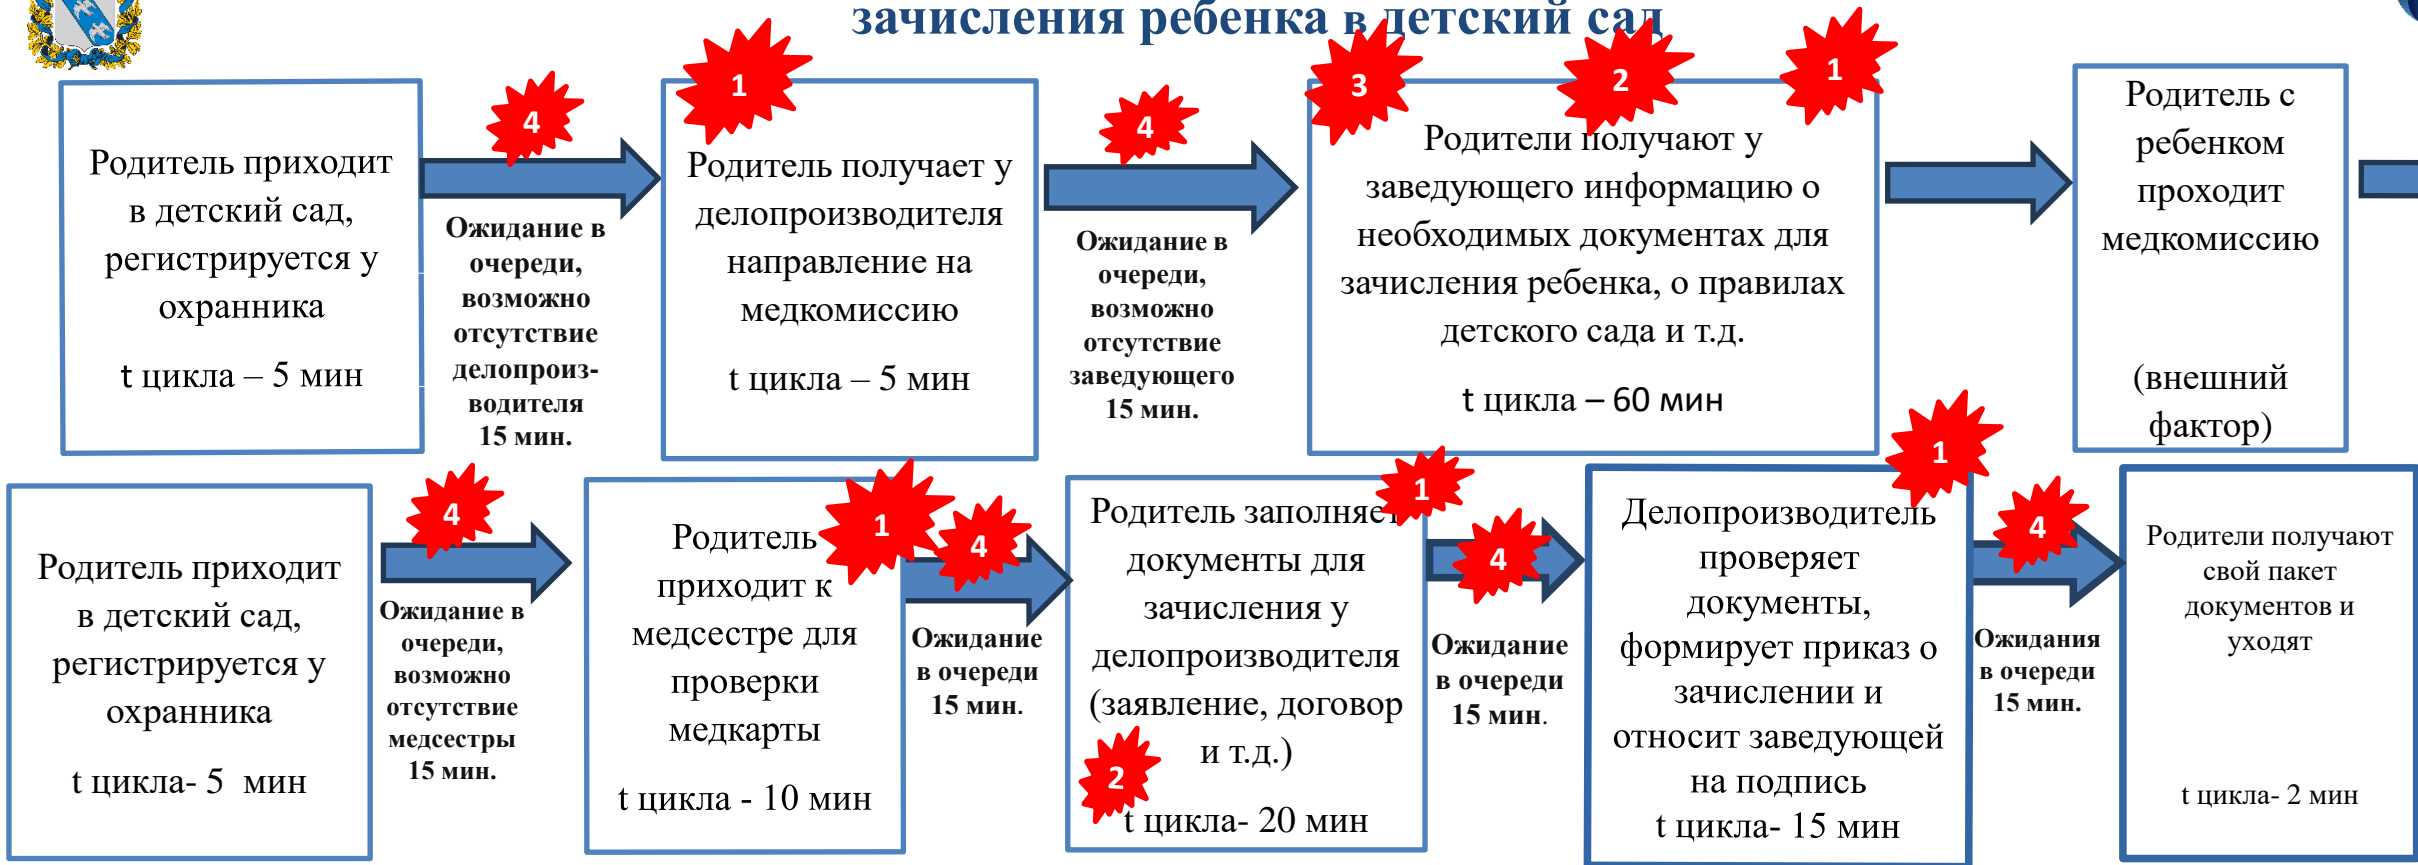 зачисления ребенка в детский сад
Родитель приходит
в детский сад,
регистрируется у
охранника
t цикла – 5 мин
4
Ожидание в
очереди,
возможно
отсутствие
делопроиз-
водителя
15 мин.
1
Родитель получает у
делопроизводителя
направление на
медкомиссию
t цикла – 5 мин
4
Ожидание в
очереди,
возможно
отсутствие
заведующего
15 мин.
3
2
1
Родители получают у
заведующего информацию о
необходимых документах для
зачисления ребенка, о правилах
детского сада и т.д.
t цикла – 60 мин
Родитель с
ребенком
проходит
медкомиссию
(внешний
фактор)
Родитель приходит
в детский сад,
регистрируется у
охранника
t цикла- 5 мин
4
Ожидание в
очереди,
возможно
отсутствие
медсестры
15 мин.
1
Родитель
приходит к
медсестре для
проверки
медкарты
t цикла - 10 мин
4
Ожидание
в очереди
15 мин.
1
Родитель заполняет
документы для
зачисления у
делопроизводителя
(заявление, договор
и т.д.)
2
t цикла- 20 мин
4
Ожидание
в очереди
15 мин.
1
Делопроизводитель
проверяет
документы,
формирует приказ о
зачислении и
относит заведующей
на подпись
t цикла- 15 мин
4
Ожидания
в очереди
15 мин.
Родители получают
свой пакет
документов и
уходят
t цикла- 2 мин